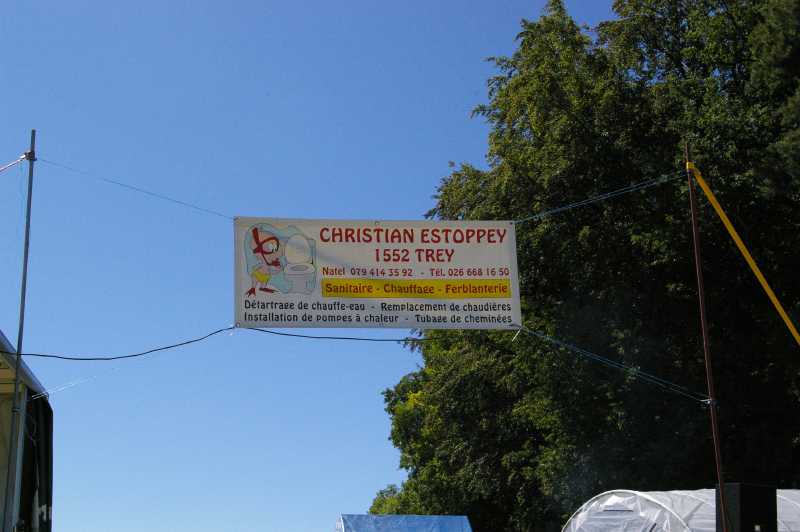 CHRISTIAN ESTOPPEY
1552 TREY
Natel 079 414 35 92 - Tél. 026 668 16 50
Sanitaire - Chauffage - Ferblanterie
Détartrage de chauffe-eau - Remplacement de chaudières
Installation de pompes à chaleur - Tubage de cheminées